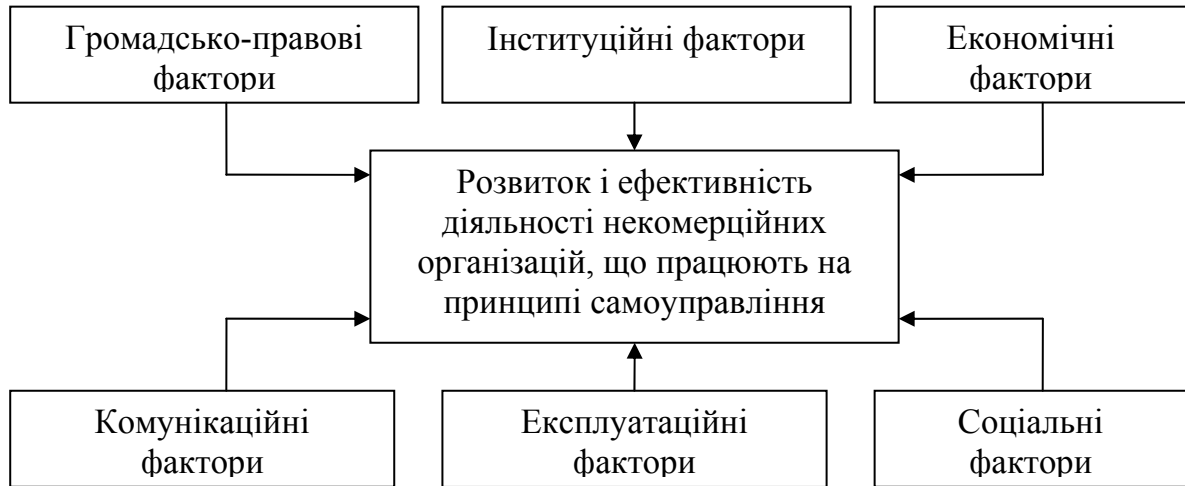 Громадсько-правові
фактори
Інституційні фактори
Економічні
фактори
Розвиток і ефективність
діяльності некомерційних
організацій, що працюють на
принципі самоуправління
Комунікаційні
фактори
Експлуатаційні
фактори
Соціальні
фактори